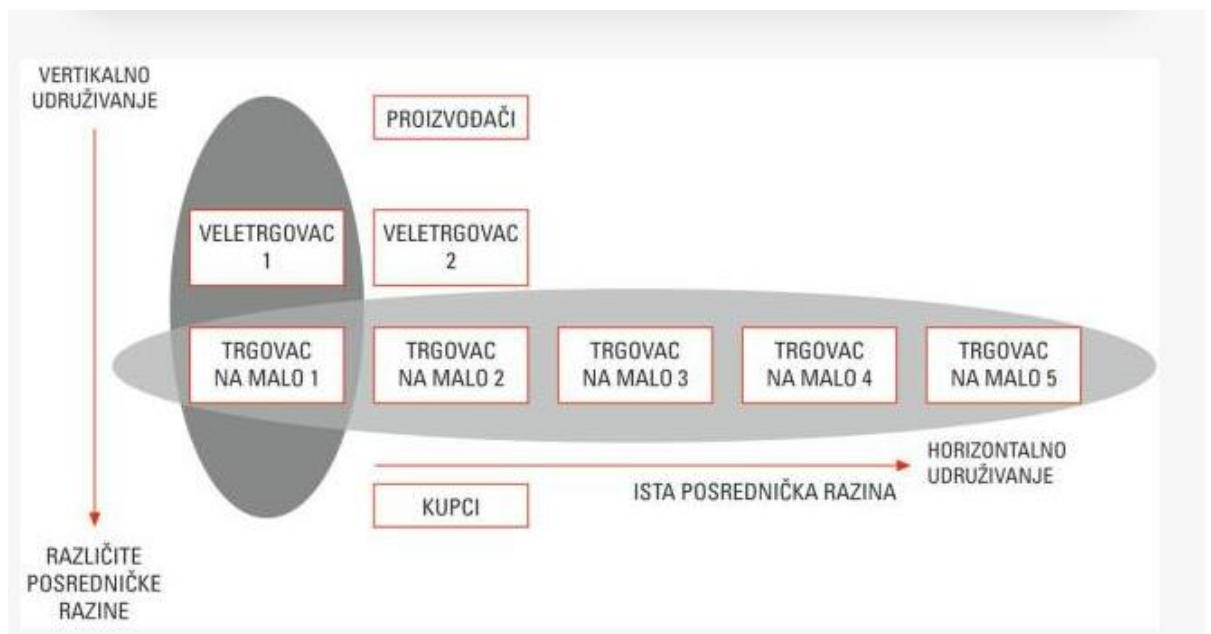 VERTIKALNO
UDRUŽIVANJE
PROIZVOĐAČI
VELETRGOVAC
1
VELETRGOVAC
2
TRGOVAC
NA MALO 1
TRGOVAC
NA MALO 2
TRGOVAC
NA MALO 3
TRGOVAC
NA MALO 4
TRGOVAC
NA MALO 5
HORIZONTALNO
UDRUŽIVANJE
ISTA POSREDNIČKA RAZINA
KUPCI
RAZLIČITE
POSREDNIČKE
RAZINE